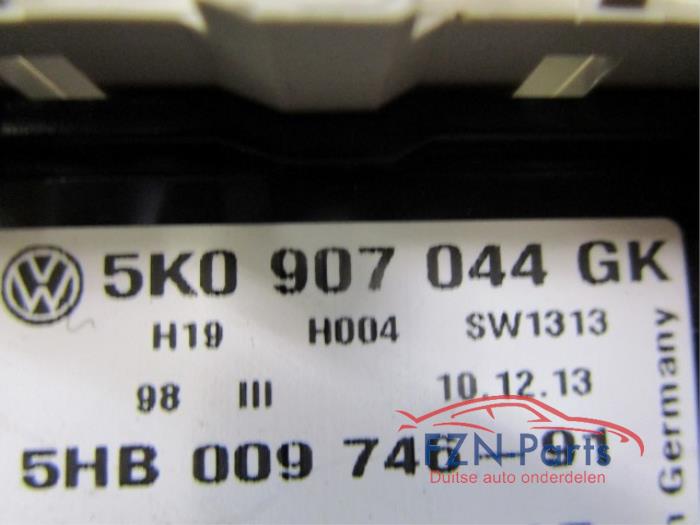 5K0 907 044 GK
H19 H004 SW1313
98 III 10.12.13
5HB 009 746-91
FZN-Parts
Duitse auto onderdelen
Germany